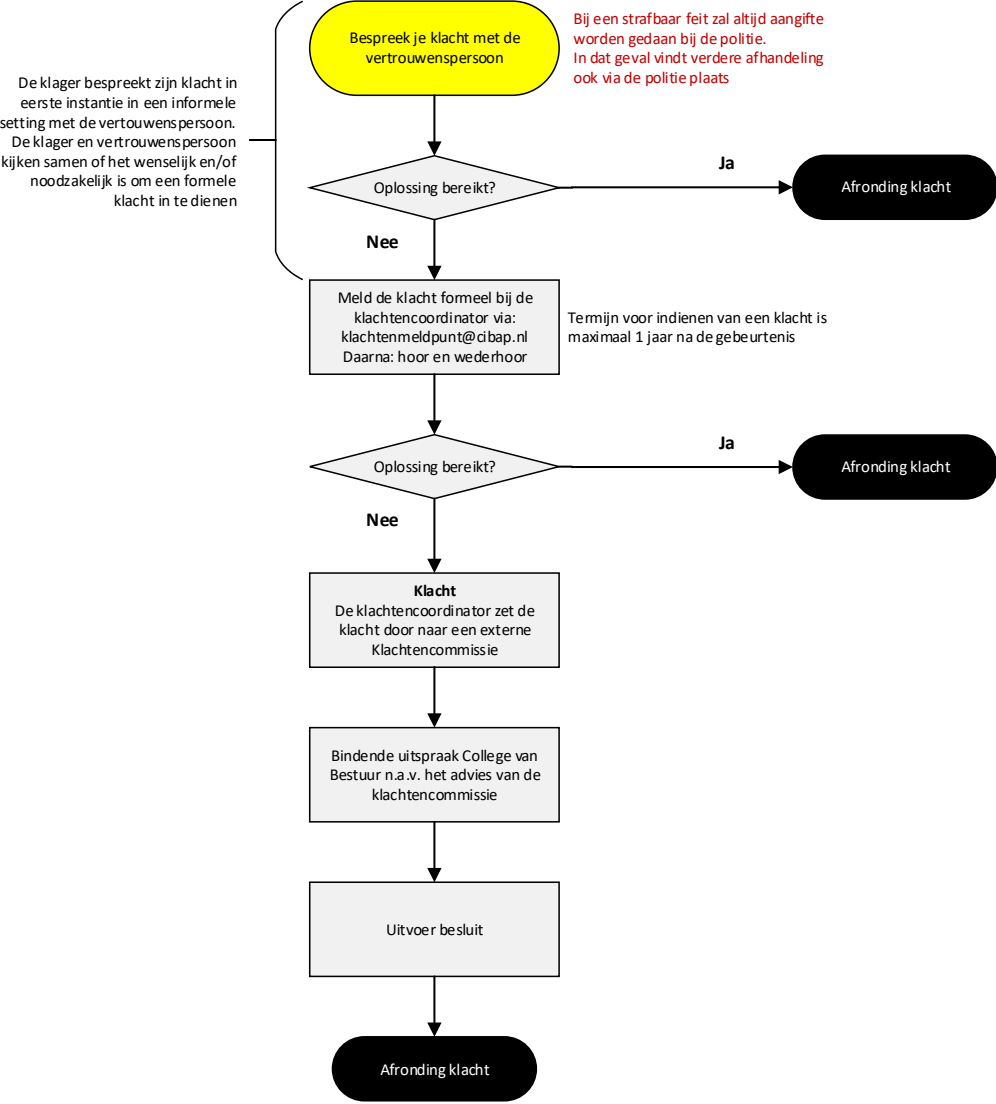 Bespreek je klacht met de
vertrouwenspersoon
Bij een strafbaar feit zal altijd aangifte
worden gedaan bij de politie.
In dat geval vindt verdere afhandeling
ook via de politie plaats
De klager bespreekt zijn klacht in
eerste instantie in een informele
setting met de vertouwenspersoon.
De klager en vertrouwenspersoon
kijken samen of het wenselijk en/of
noodzakelijk is om een formele
klacht in te dienen
Oplossing bereikt?
Ja
Afronding klacht
Nee
Meld de klacht formeel bij de
klachtencoordinator via:
klachtenmeldpunt@cibap.nl
Daarna: hoor en wederhoor
Termijn voor indienen van een klacht is
maximaal 1 jaar na de gebeurtenis
Oplossing bereikt?
Ja
Afronding klacht
Nee
Klacht
De klachtencoordinator zet de
klacht door naar een externe
Klachtencommissie
Bindende uitspraak College van
Bestuur n.a.v. het advies van de
klachtencommissie
Uitvoer besluit
Afronding klacht